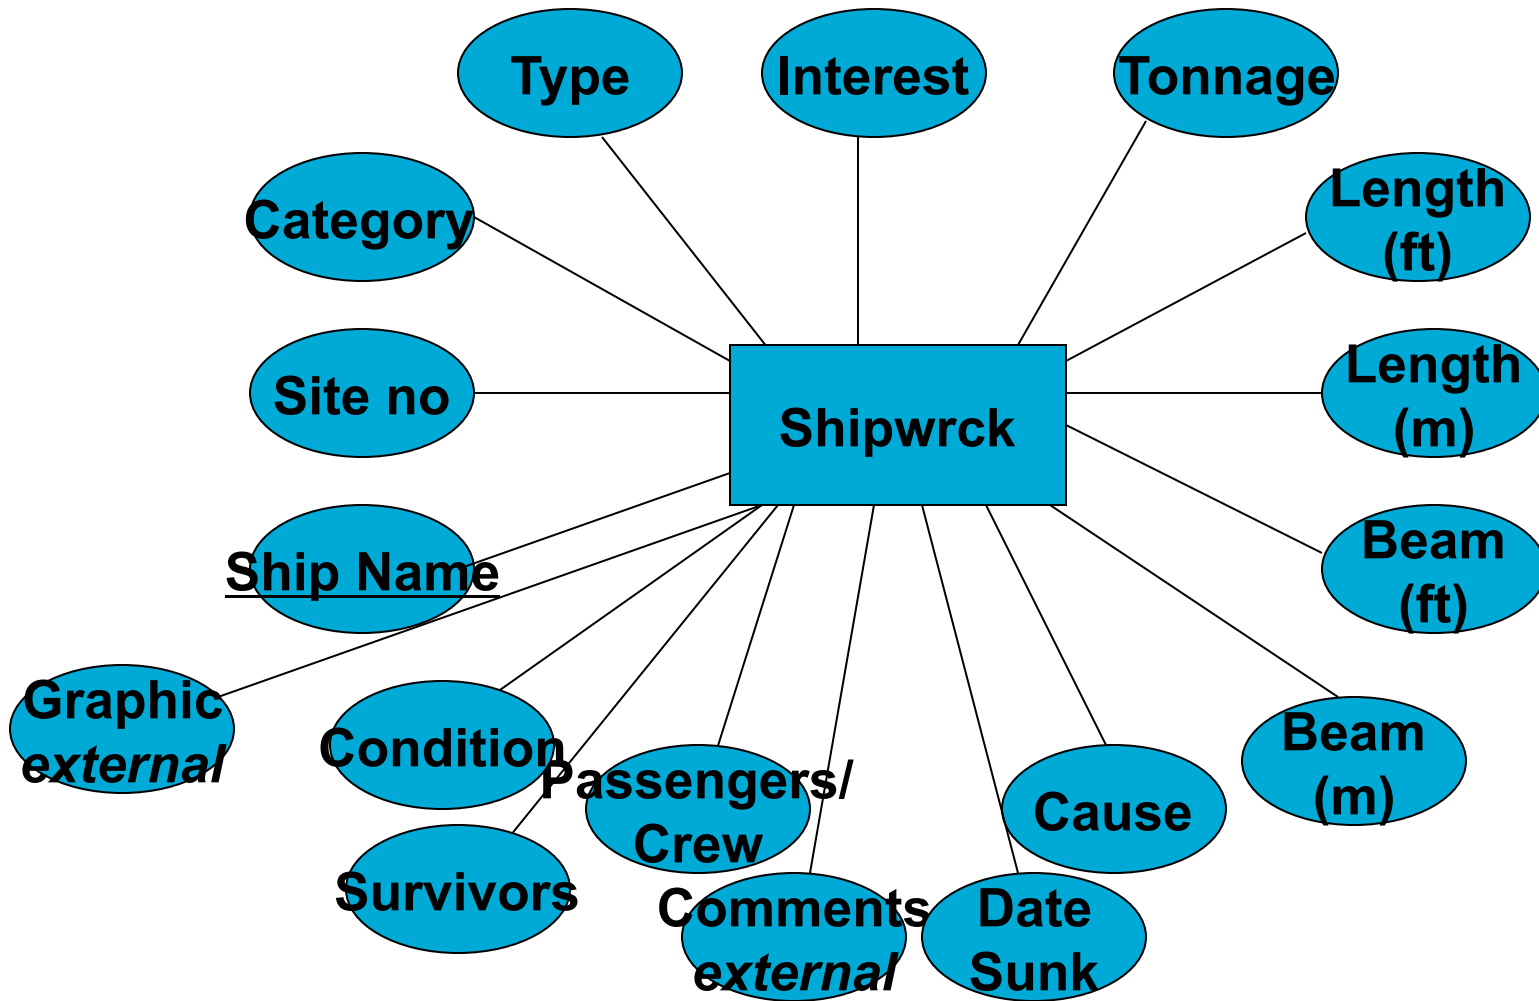 Type
Interest
Tonnage
Category
Length
(ft)
Site no
Shipwrck
Length
(m)
Ship Name
Beam
(ft)
Graphic
external
Condition
Passengers/
Crew
Cause
Beam
(m)
Survivors
Comments
external
Date
Sunk